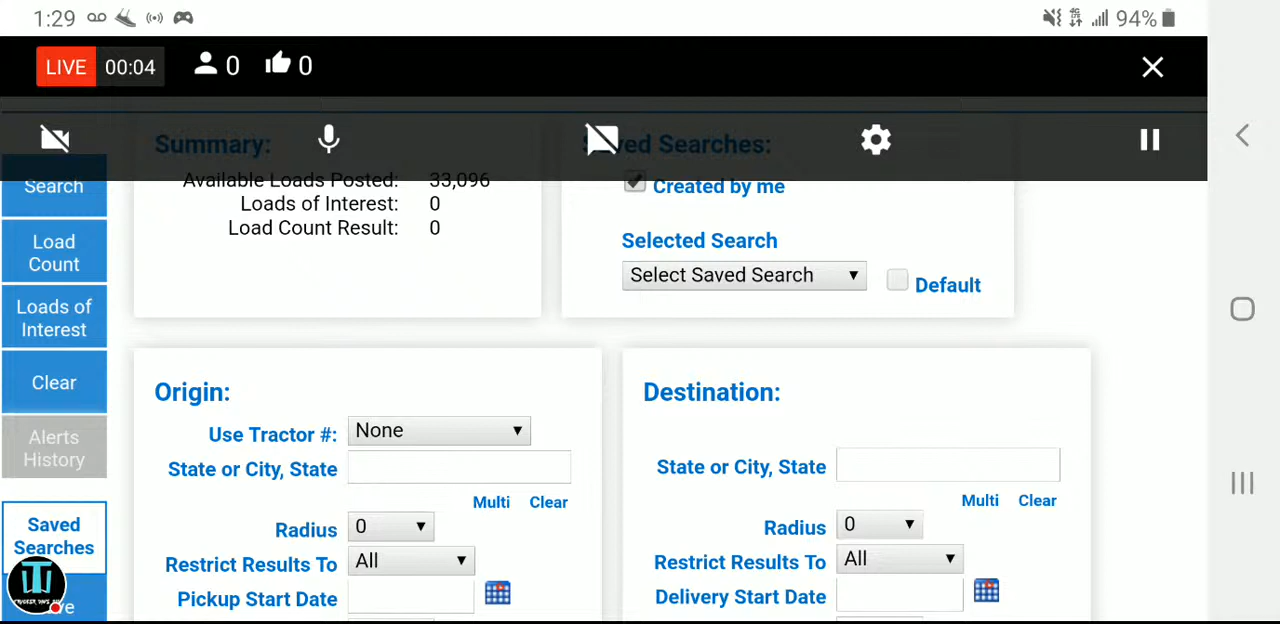 1:29 94%
LIVE 00:04 0 0
Summary:
Available Loads Posted: 33,096
Loads of Interest: 0
Load Count Result: 0
ved Searches:
Created by me
Selected Search
Select Saved Search
Default
Search
Load
Count
Loads of
Interest
Clear
Alerts
History
Saved
Searches
ve
Origin:
Use Tractor #: None
State or City, State
Multi Clear
Radius 0
Restrict Results To All
Pickup Start Date
Destination:
State or City, State
Multi Clear
Radius 0
Restrict Results To All
Delivery Start Date